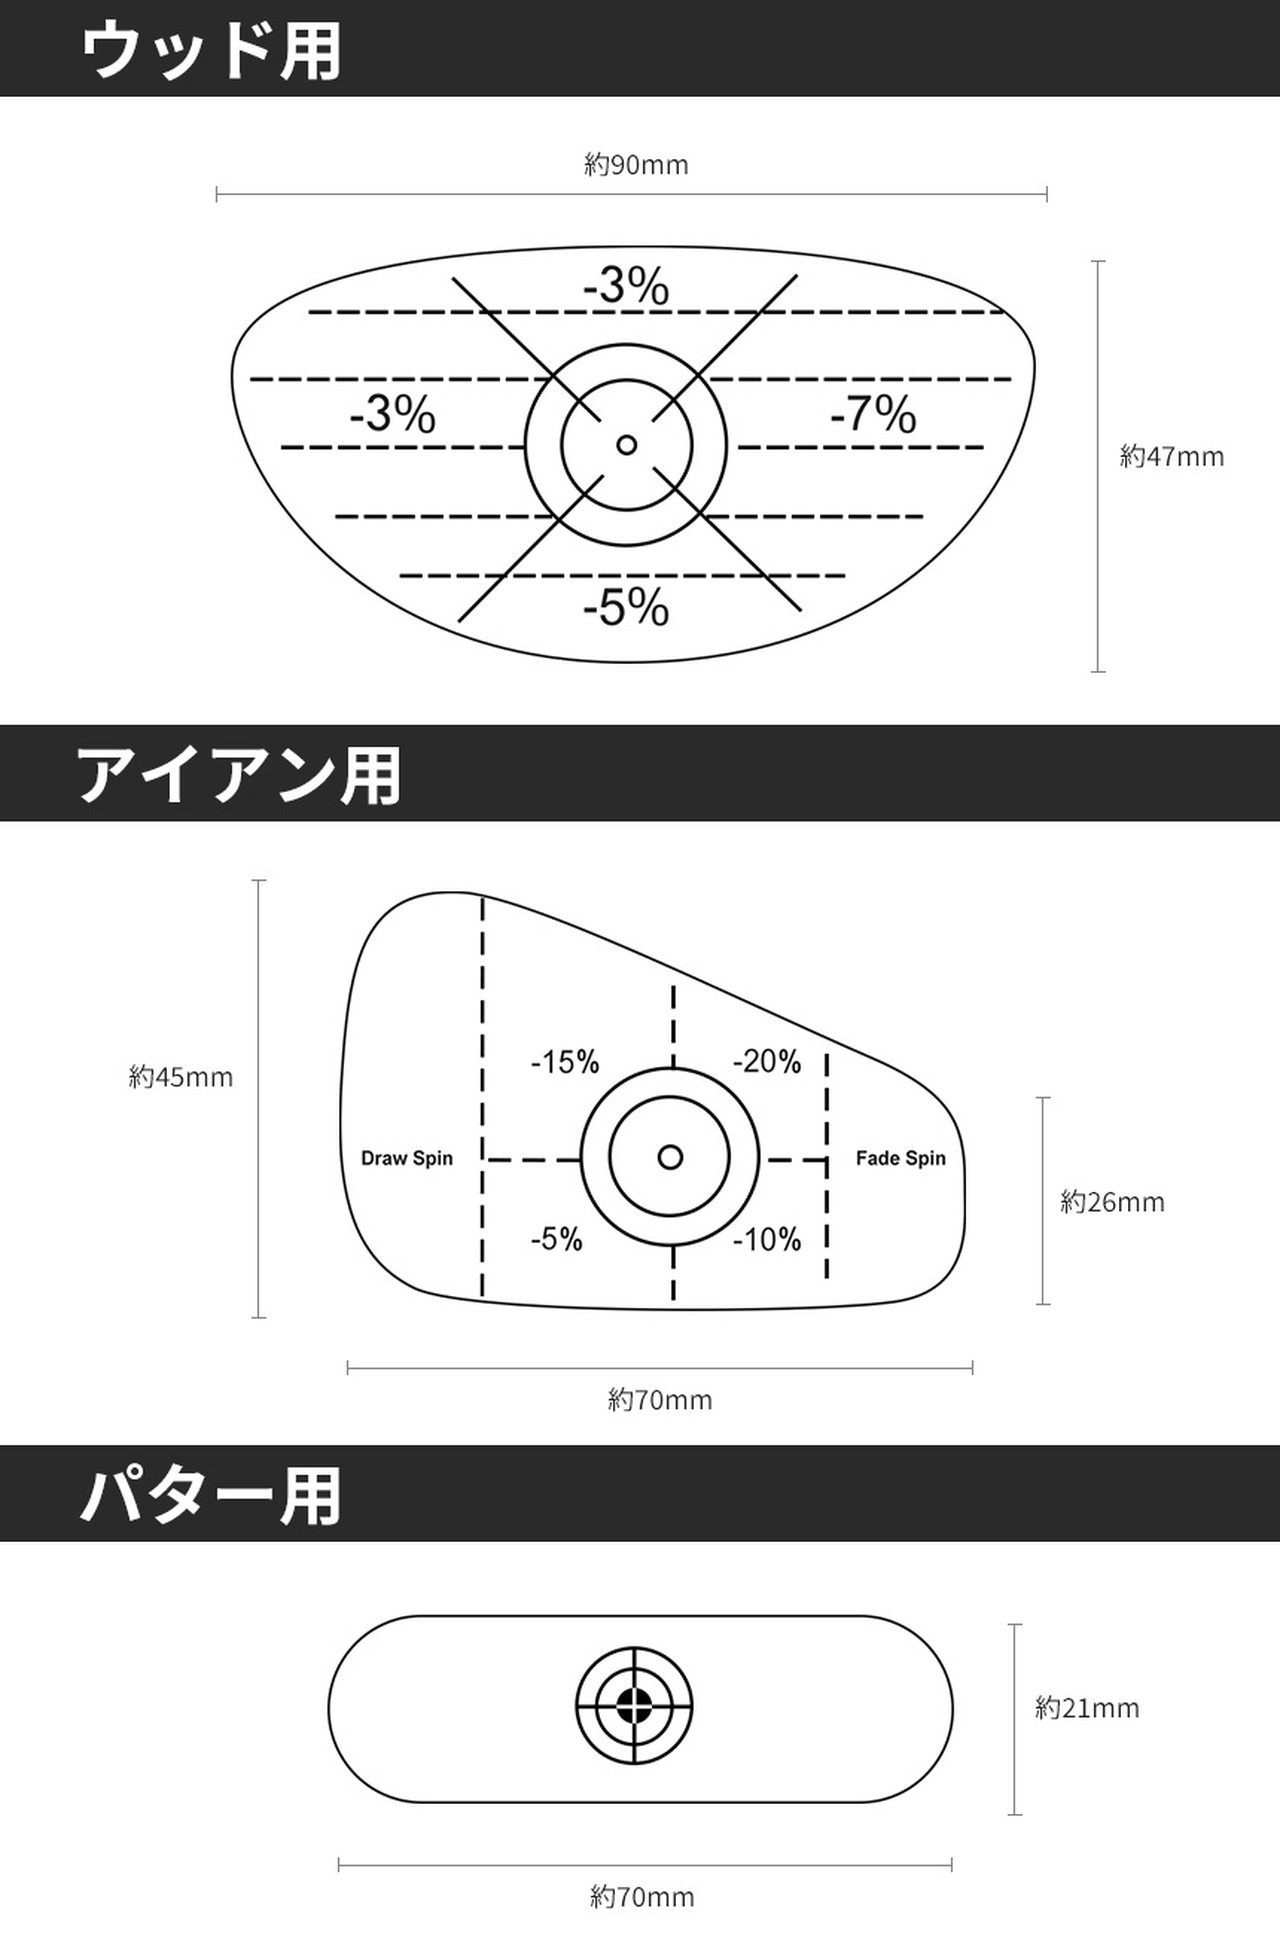 ウッド用
約90mm
-3%
-3%
-7%
約47mm
-5%
アイアン用
-15%
-20%
約45mm
Draw Spin
Fade Spin
約26mm
-5%
-10%
約70mm
パター用
約21mm
約70mm